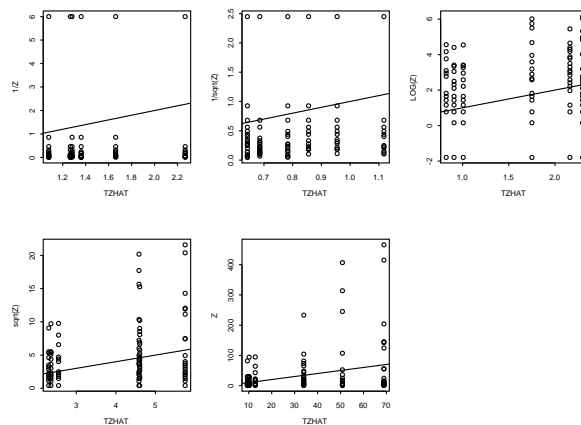 1/Z
0 1 2 3 4 5 6
1.2 1.4 1.6 1.8 2.0 2.2
TZHAT
1/sqrt(Z)
0.0 0.5 1.0 1.5 2.0 2.5
0.7 0.8 0.9 1.0 1.1
TZHAT
LOG(Z)
-2 0 2 4 6
1.0 1.5 2.0
TZHAT
sqrt(Z)
0 5 10 15 20
3 4 5
TZHAT
Z
0 100 200 300 400
10 20 30 40 50 60 70
TZHAT